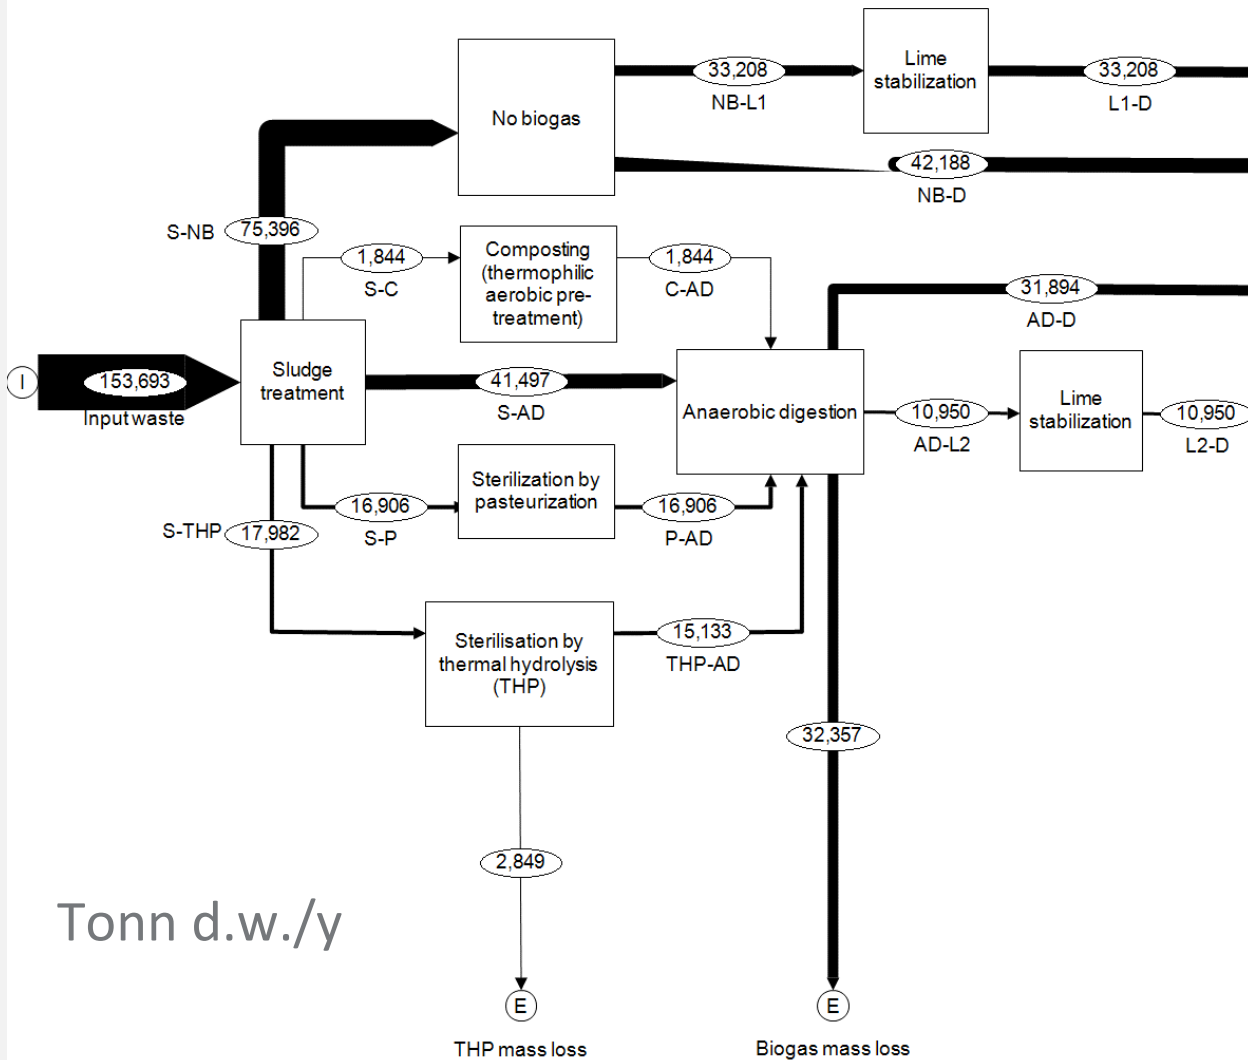 33,208
NB-L1
Lime
stabilization
33,208
L1-D
No biogas
42,188
NB-D
S-NB
75,396
1,844
S-C
Composting
(thermophilic
aerobic pre-
treatment)
1,844
C-AD
31,894
AD-D
I
153,693
Input waste
Sludge
treatment
41,497
S-AD
Anaerobic digestion
10,950
AD-L2
Lime
stabilization
10,950
L2-D
S-THP
17,982
16,906
S-P
Sterilization by
pasteurization
16,906
P-AD
Sterilisation by
thermal hydrolysis
(THP)
15,133
THP-AD
32,357
2,849
Tonn d.w./y
E
THP mass loss
E
Biogas mass loss